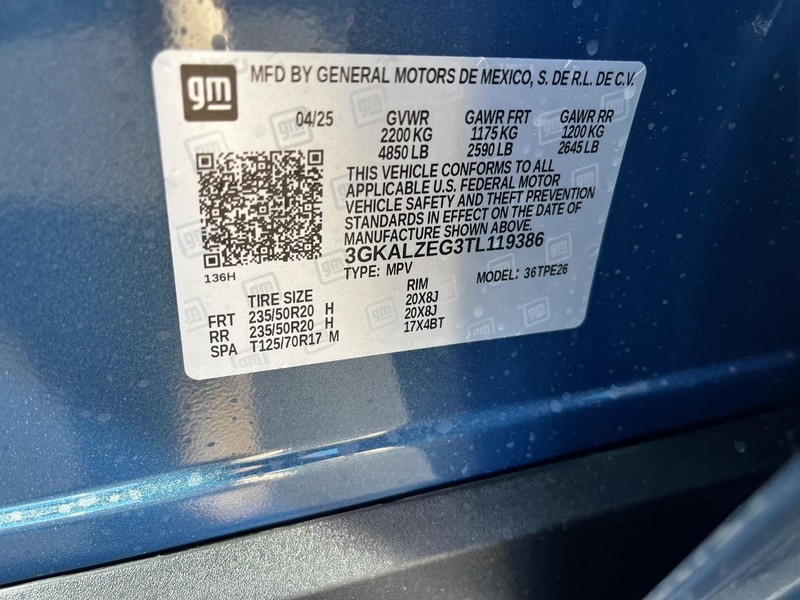 gm
MFD BY GENERAL MOTORS DE MEXICO, S. DE R.L. DE C.V.
04/25 GVWR GAWR FRT GAWR RR
2200 KG 1175 KG 1200 KG
4850 LB 2590 LB 2645 LB
THIS VEHICLE CONFORMS TO ALL
APPLICABLE U.S. FEDERAL MOTOR
VEHICLE SAFETY AND THEFT PREVENTION
STANDARDS IN EFFECT ON THE DATE OF
MANUFACTURE SHOWN ABOVE.
3GKALZEG3TL119386
136H
TYPE: MPV MODEL: 36TPE26
TIRE SIZE RIM
FRT 235/50R20 H 20X8J
RR 235/50R20 H 20X8J
SPA T125/70R17 M 17X4BT